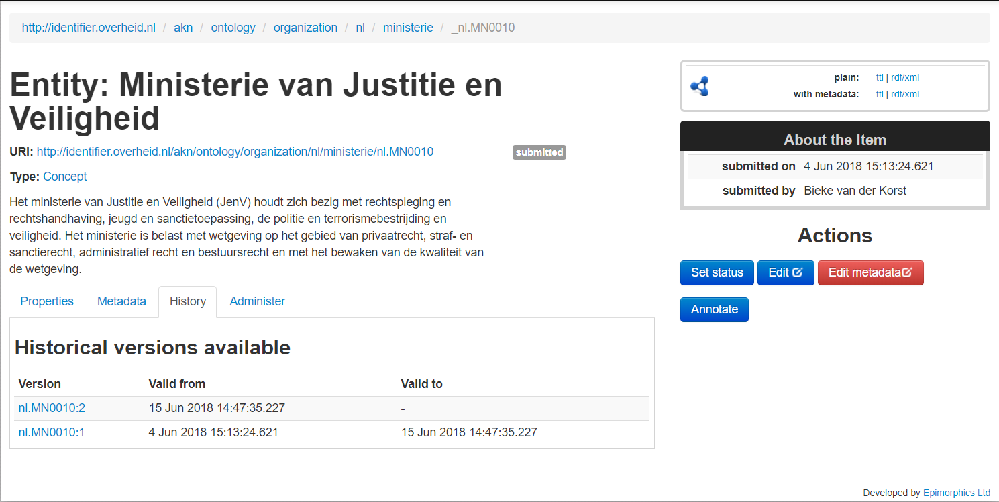 http://identifier.overheid.nl / akn / ontology / organization / nl / ministerie / _nl.MN0010
Entity: Ministerie van Justitie en
Veiligheid
URI: http://identifier.overheid.nl/akn/ontology/organization/nl/ministerie/nl.MN0010
submitted
Type: Concept
Het ministerie van Justitie en Veiligheid (JenV) houdt zich bezig met rechtspleging en
rechtshandhaving, jeugd en sanctietoepassing, de politie en terrorismebestrijding en
veiligheid. Het ministerie is belast met wetgeving op het gebied van privaatrecht, straf- en
sanctierecht, administratief recht en bestuursrecht en met het bewaken van de kwaliteit van
de wetgeving.
Properties Metadata History Administer
Historical versions available
Version Valid from Valid to
nl.MN0010:2 15 Jun 2018 14:47:35.227 -
nl.MN0010:1 4 Jun 2018 15:13:24.621 15 Jun 2018 14:47:35.227
plain: ttl | rdf/xml
with metadata: ttl | rdf/xml
About the Item
submitted on 4 Jun 2018 15:13:24.621
submitted by Bieke van der Korst
Actions
Set status Edit Edit metadata
Annotate
Developed by Epimorphics Ltd